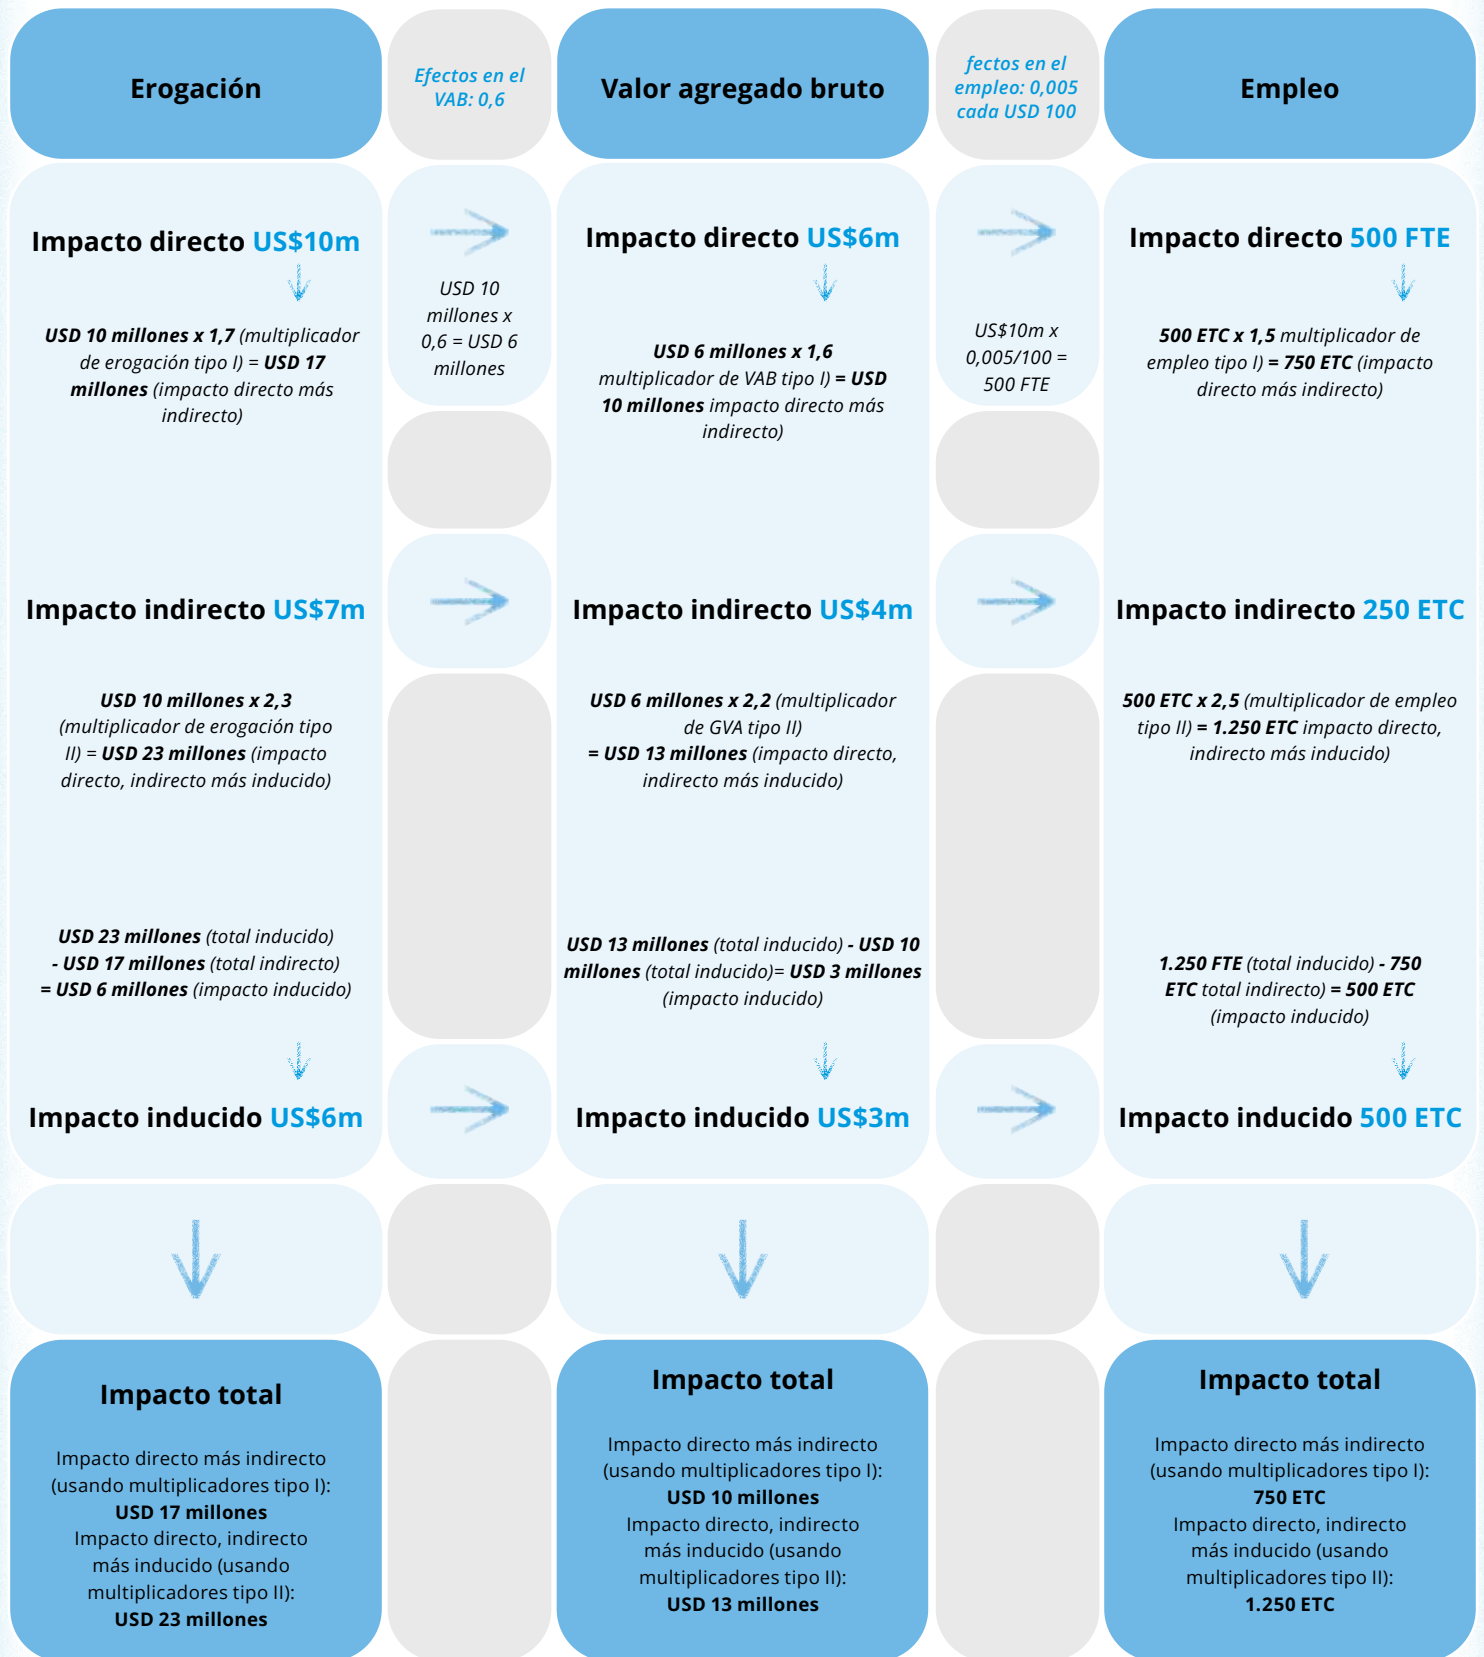 Erogación
Efectos en el
VAB: 0,6
Valor agregado bruto
fectos en el
empleo: 0,005
cada USD 100
Empleo
Impacto directo US$10m
USD 10 millones x 1,7 (multiplicador
de erogación tipo I) = USD 17
millones (impacto directo más
indirecto)
USD 10
millones x
0,6 = USD 6
millones
Impacto directo US$6m
USD 6 millones x 1,6
multiplicador de VAB tipo I) = USD
10 millones impacto directo más
indirecto)
US$10m x
0,005/100 =
500 FTE
Impacto directo 500 FTE
500 ETC x 1,5 multiplicador de
empleo tipo I) = 750 ETC (impacto
directo más indirecto)
Impacto indirecto US$7m
Impacto indirecto US$4m
Impacto indirecto 250 ETC
USD 10 millones x 2,3
(multiplicador de erogación tipo
II) = USD 23 millones (impacto
directo, indirecto más inducido)
USD 6 millones x 2,2 (multiplicador
de GVA tipo II)
= USD 13 millones (impacto directo,
indirecto más inducido)
500 ETC x 2,5 (multiplicador de empleo
tipo II) = 1.250 ETC impacto directo,
indirecto más inducido)
USD 23 millones (total inducido)
- USD 17 millones (total indirecto)
= USD 6 millones (impacto inducido)
USD 13 millones (total inducido) - USD 10
millones (total inducido)= USD 3 millones
(impacto inducido)
1.250 FTE (total inducido) - 750
ETC total indirecto) = 500 ETC
(impacto inducido)
Impacto inducido US$6m
Impacto inducido US$3m
Impacto inducido 500 ETC
Impacto total
Impacto directo más indirecto
(usando multiplicadores tipo I):
USD 17 millones
Impacto directo, indirecto
más inducido (usando
multiplicadores tipo II):
USD 23 millones
Impacto total
Impacto directo más indirecto
(usando multiplicadores tipo I):
USD 10 millones
Impacto directo, indirecto
más inducido (usando
multiplicadores tipo II):
USD 13 millones
Impacto total
Impacto directo más indirecto
(usando multiplicadores tipo I):
750 ETC
Impacto directo, indirecto
más inducido (usando
multiplicadores tipo II):
1.250 ETC